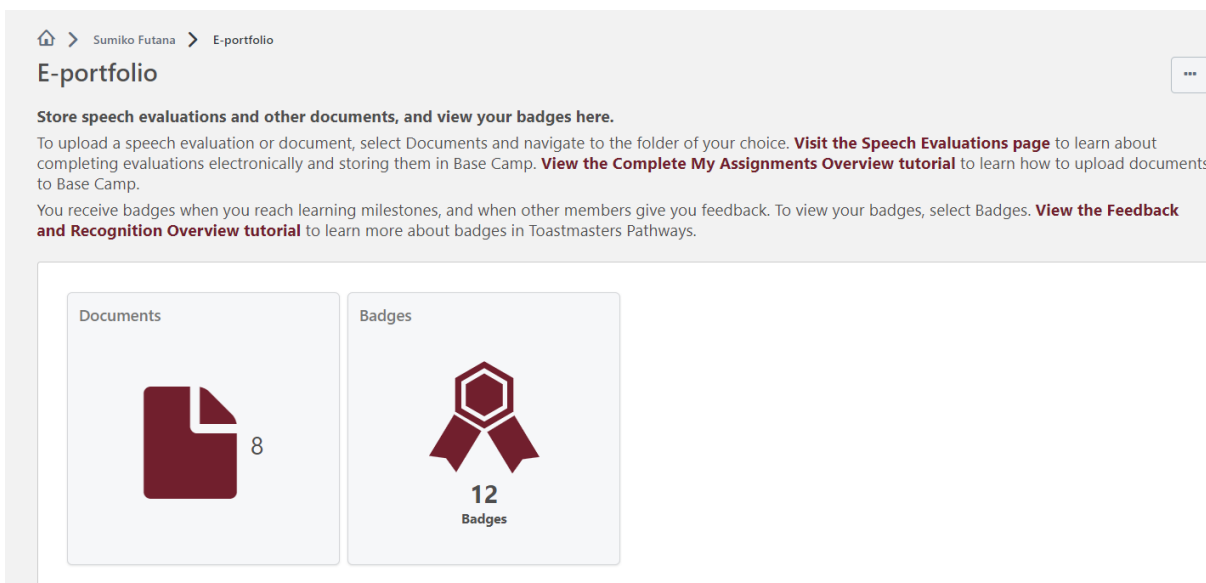 Sumiko Futana E-portfolio
E-portfolio
Store speech evaluations and other documents, and view your badges here.
To upload a speech evaluation or document, select Documents and navigate to the folder of your choice. Visit the Speech Evaluations page to learn about
completing evaluations electronically and storing them in Base Camp. View the Complete My Assignments Overview tutorial to learn how to upload documents
to Base Camp.
You receive badges when you reach learning milestones, and when other members give you feedback. To view your badges, select Badges. View the Feedback
and Recognition Overview tutorial to learn more about badges in Toastmasters Pathways.
Documents
8
Badges
12
Badges